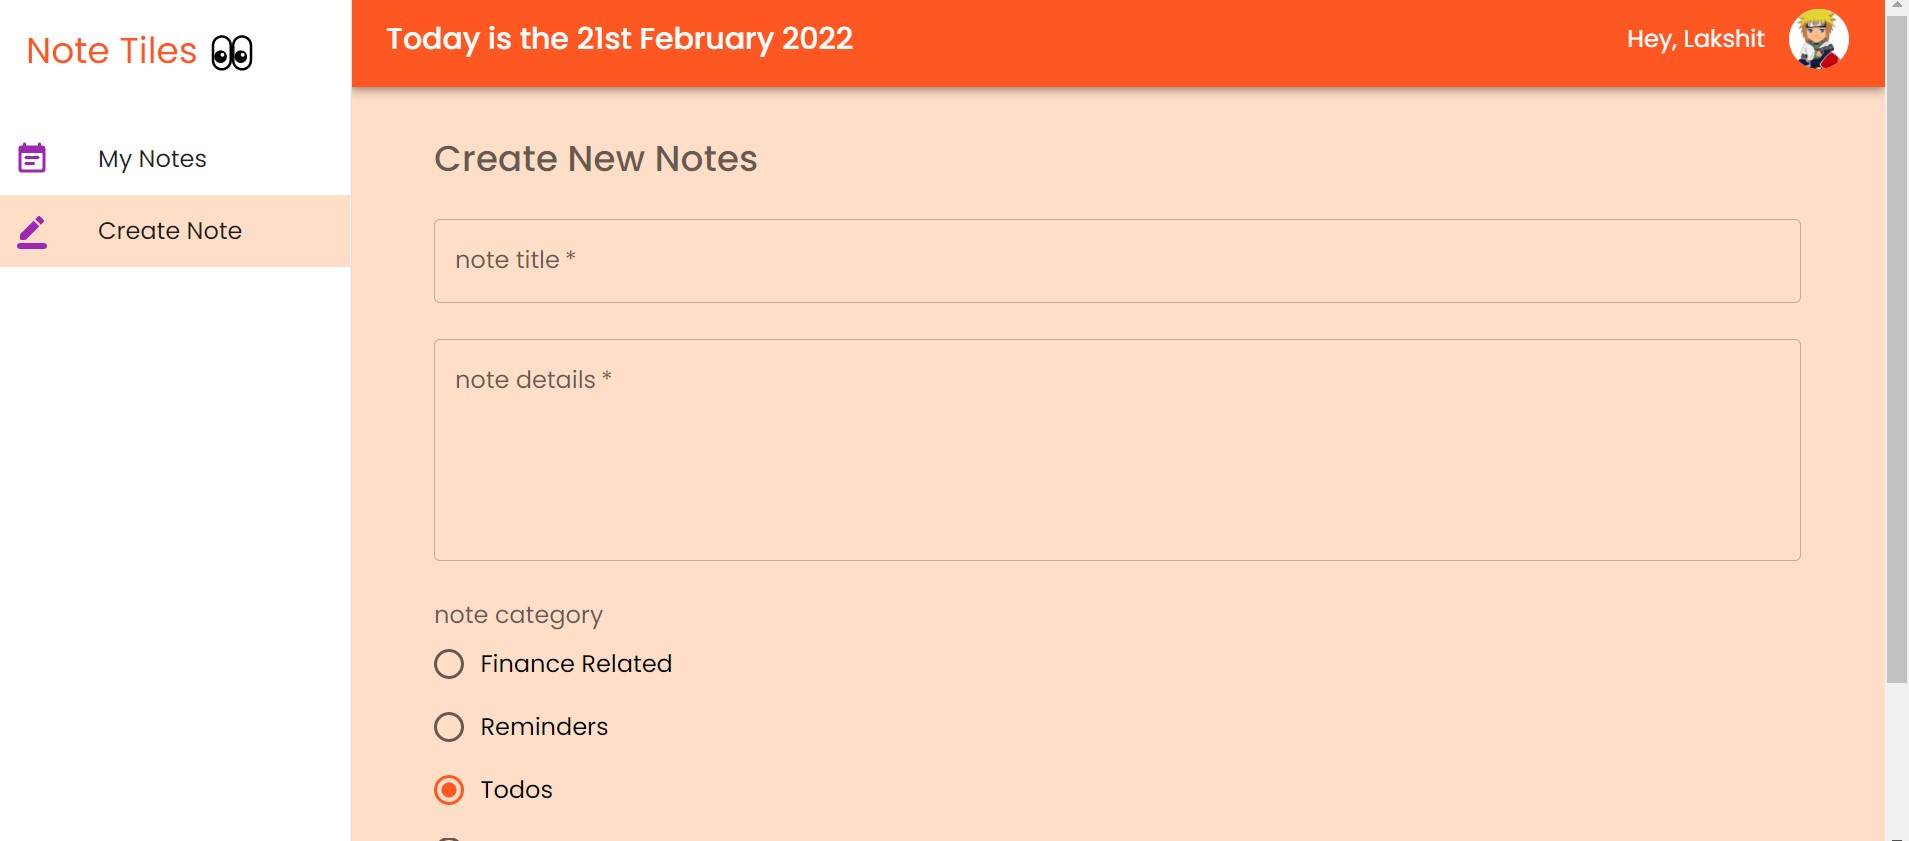 Note Tiles 👀
My Notes
Create Note
Today is the 21st February 2022
Hey, Lakshit
Create New Notes
note title *
note details *
note category
Finance Related
Reminders
Todos